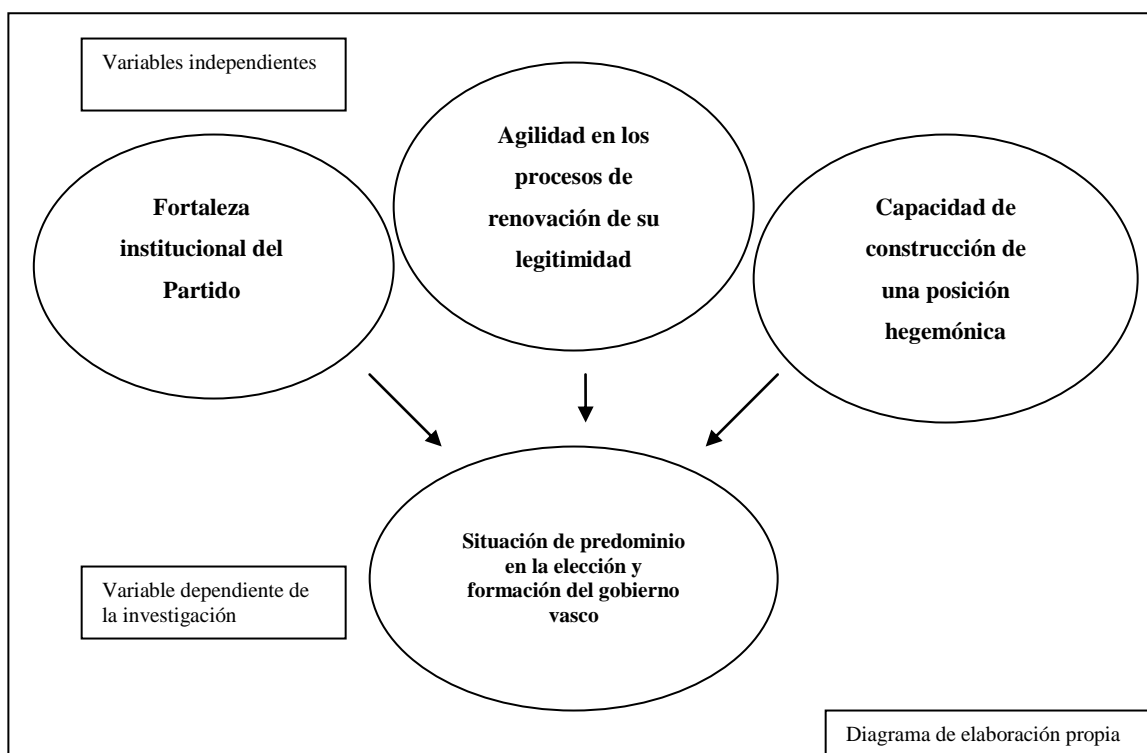 Variables independientes
Fortaleza
institucional del
Partido
Agilidad en los
procesos de
renovación de su
legitimidad
Capacidad de
construcción de
una posición
hegemónica
Situación de predominio
en la elección y
formación del gobierno
vasco
Variable dependiente de
la investigación
Diagrama de elaboración propia